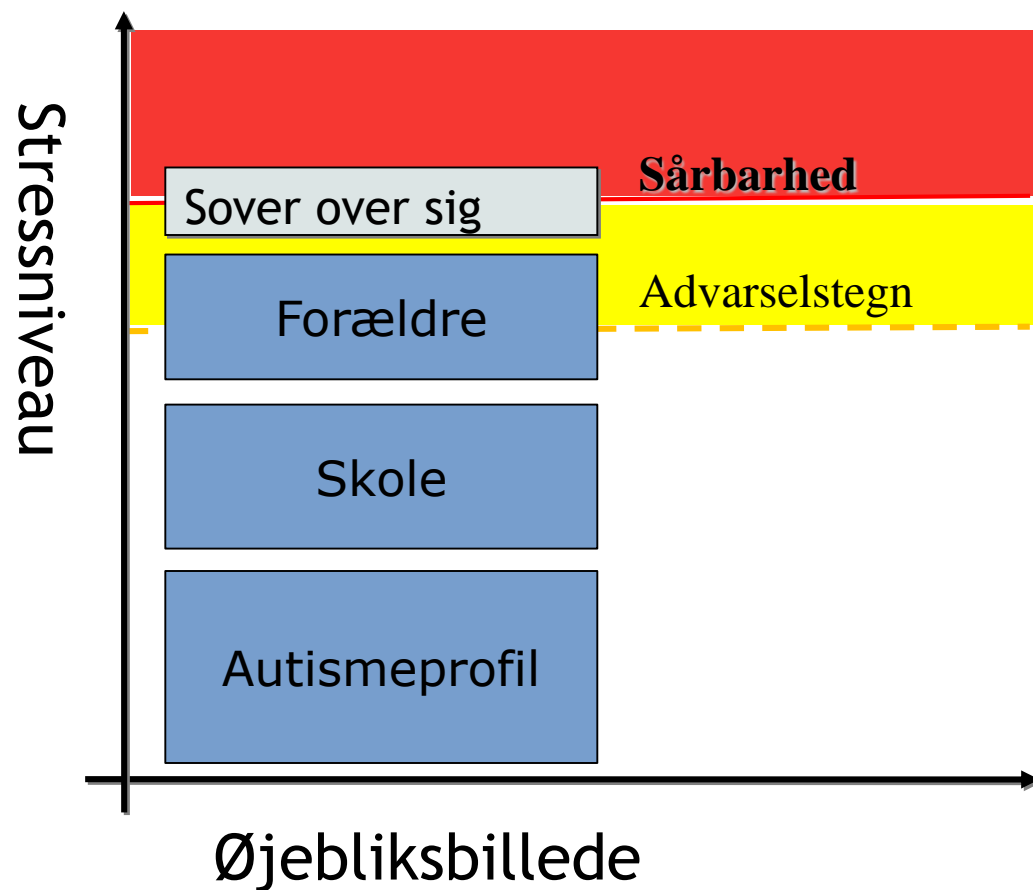 Stressniveau
Sårbarhed
Sover over sig
Advarselstegn
Forældre
Skole
Autismeprofil
Øjebliksbillede